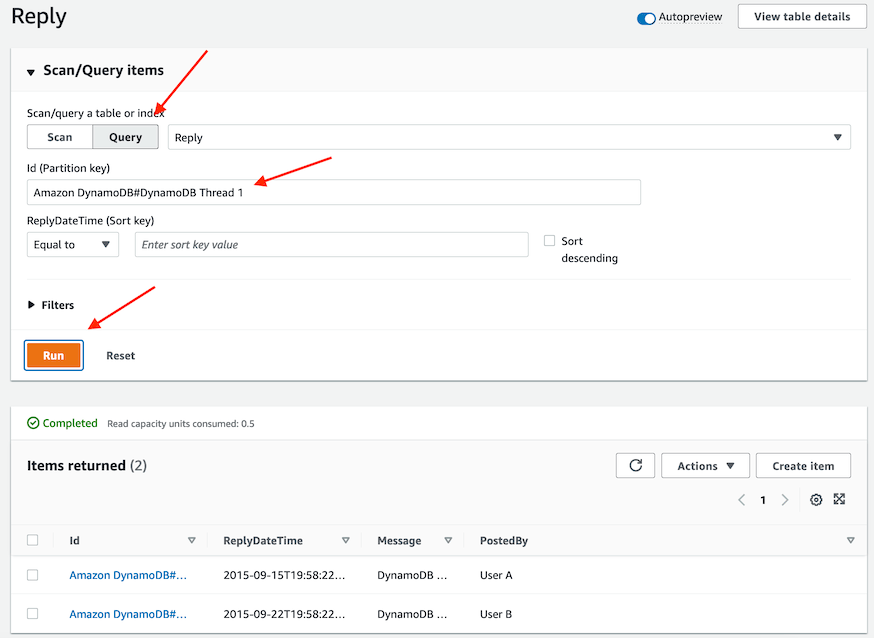 Reply
Autopreview
View table details
Scan/Query items
Scan/query a table or index
Scan Query Reply
Id (Partition key)
Amazon DynamoDB#DynamoDB Thread 1
ReplyDateTime (Sort key)
Equal to Enter sort key value Sort
descending
Filters
Run Reset
Completed Read capacity units consumed: 0.5
Items returned (2) Actions Create item
1
Id ReplyDateTime Message PostedBy
Amazon DynamoDB#... 2015-09-15T19:58:22... DynamoDB ... User A
Amazon DynamoDB#... 2015-09-22T19:58:22... DynamoDB ... User B